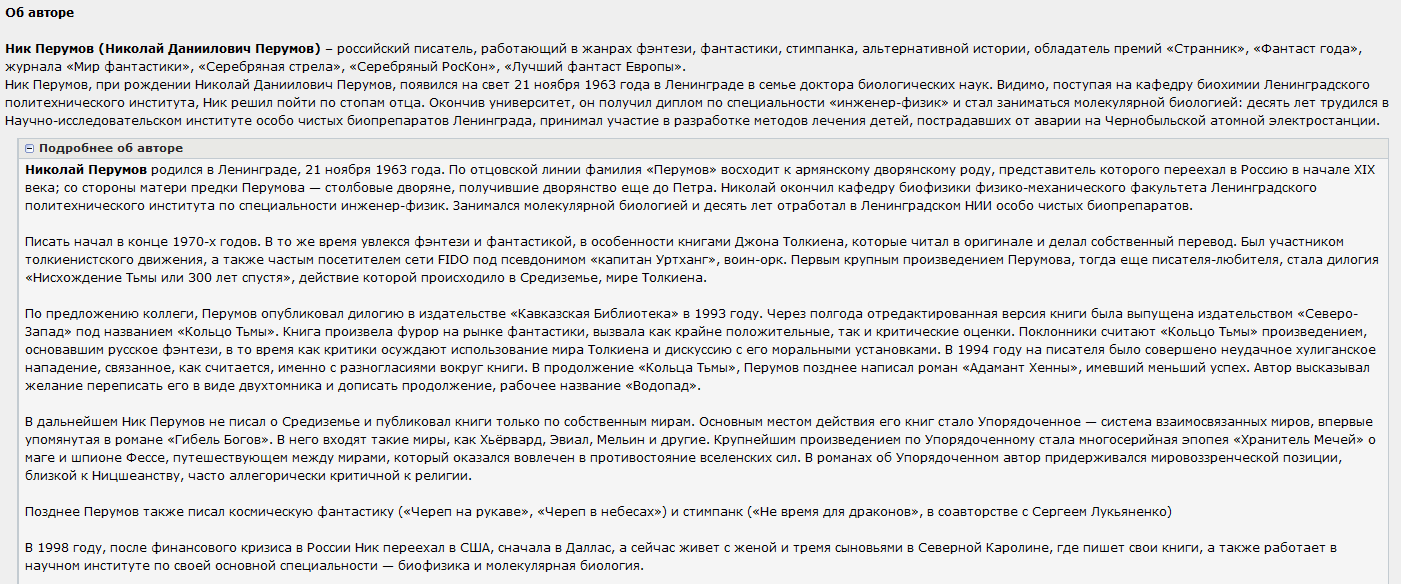 Об авторе
Ник Перумов (Николай Даниилович Перумов) – российский писатель, работающий в жанрах фэнтези, фантастики, стимпанка, альтернативной истории, обладатель премий «Странник», «Фантаст года»,
журнала «Мир фантастики», «Серебряная стрела», «Серебряный РосКон», «Лучший фантаст Европы».
Ник Перумов, при рождении Николай Даниилович Перумов, появился на свет 21 ноября 1963 года в Ленинграде в семье доктора биологических наук. Видимо, поступая на кафедру биохимии Ленинградского
политехнического института, Ник решил пойти по стопам отца. Окончив университет, он получил диплом по специальности «инженер-физик» и стал заниматься молекулярной биологией: десять лет трудился в
Научно-исследовательском институте особо чистых биопрепаратов Ленинграда, принимал участие в разработке методов лечения детей, пострадавших от аварии на Чернобыльской атомной электростанции.
Подробнее об авторе
Николай Перумов родился в Ленинграде, 21 ноября 1963 года. По отцовской линии фамилия «Перумов» восходит к армянскому дворянскому роду, представитель которого переехал в Россию в начале XIX
века; со стороны матери предки Перумова — столбовые дворяне, получившие дворянство еще до Петра. Николай окончил кафедру биофизики физико-механического факультета Ленинградского
политехнического института по специальности инженер-физик. Занимался молекулярной биологией и десять лет отработал в Ленинградском НИИ особо чистых биопрепаратов.
Писать начал в конце 1970-х годов. В то же время увлекся фэнтези и фантастикой, в особенности книгами Джона Толкиена, которые читал в оригинале и делал собственный перевод. Был участником
толкиенистского движения, а также частым посетителем сети FIDO под псевдонимом «капитан Уртханг», воин-орк. Первым крупным произведением Перумова, тогда еще писателя-любителя, стала дилогия
«Нисхождение Тьмы или 300 лет спустя», действие которой происходило в Средиземье, мире Толкиена.
По предложению коллеги, Перумов опубликовал дилогию в издательстве «Кавказская Библиотека» в 1993 году. Через полгода отредактированная версия книги была выпущена издательством «Северо-
Запад» под названием «Кольцо Тьмы». Книга произвела фурор на рынке фантастики, вызвала как крайне положительные, так и критические оценки. Поклонники считают «Кольцо Тьмы» произведением,
основавшим русское фэнтези, в то время как критики осуждают использование мира Толкиена и дискуссию с его моральными установками. В 1994 году на писателя было совершено неудачное хулиганское
нападение, связанное, как считается, именно с разногласиями вокруг книги. В продолжение «Кольца Тьмы», Перумов позднее написал роман «Адамант Хенны», имевший меньший успех. Автор высказывал
желание переписать его в виде двухтомника и дописать продолжение, рабочее название «Водопад».
В дальнейшем Ник Перумов не писал о Средиземье и публиковал книги только по собственным мирам. Основным местом действия его книг стало Упорядоченное — система взаимосвязанных миров, впервые
упомянутая в романе «Гибель Богов». В него входят такие миры, как Хьёрвард, Эвиал, Мельин и другие. Крупнейшим произведением по Упорядоченному стала многосерийная эпопея «Хранитель Мечей» о
маге и шпионе Фессе, путешествующем между мирами, который оказался вовлечен в противостояние вселенских сил. В романах об Упорядоченном автор придерживался мировоззренческой позиции,
близкой к Ницшеанству, часто аллегорически критичной к религии.
Позднее Перумов также писал космическую фантастику («Череп на рукаве», «Череп в небесах») и стимпанк («Не время для драконов», в соавторстве с Сергеем Лукьяненко)
В 1998 году, после финансового кризиса в России Ник переехал в США, сначала в Даллас, а сейчас живет с женой и тремя сыновьями в Северной Каролине, где пишет свои книги, а также работает в
научном институте по своей основной специальности — биофизика и молекулярная биология.